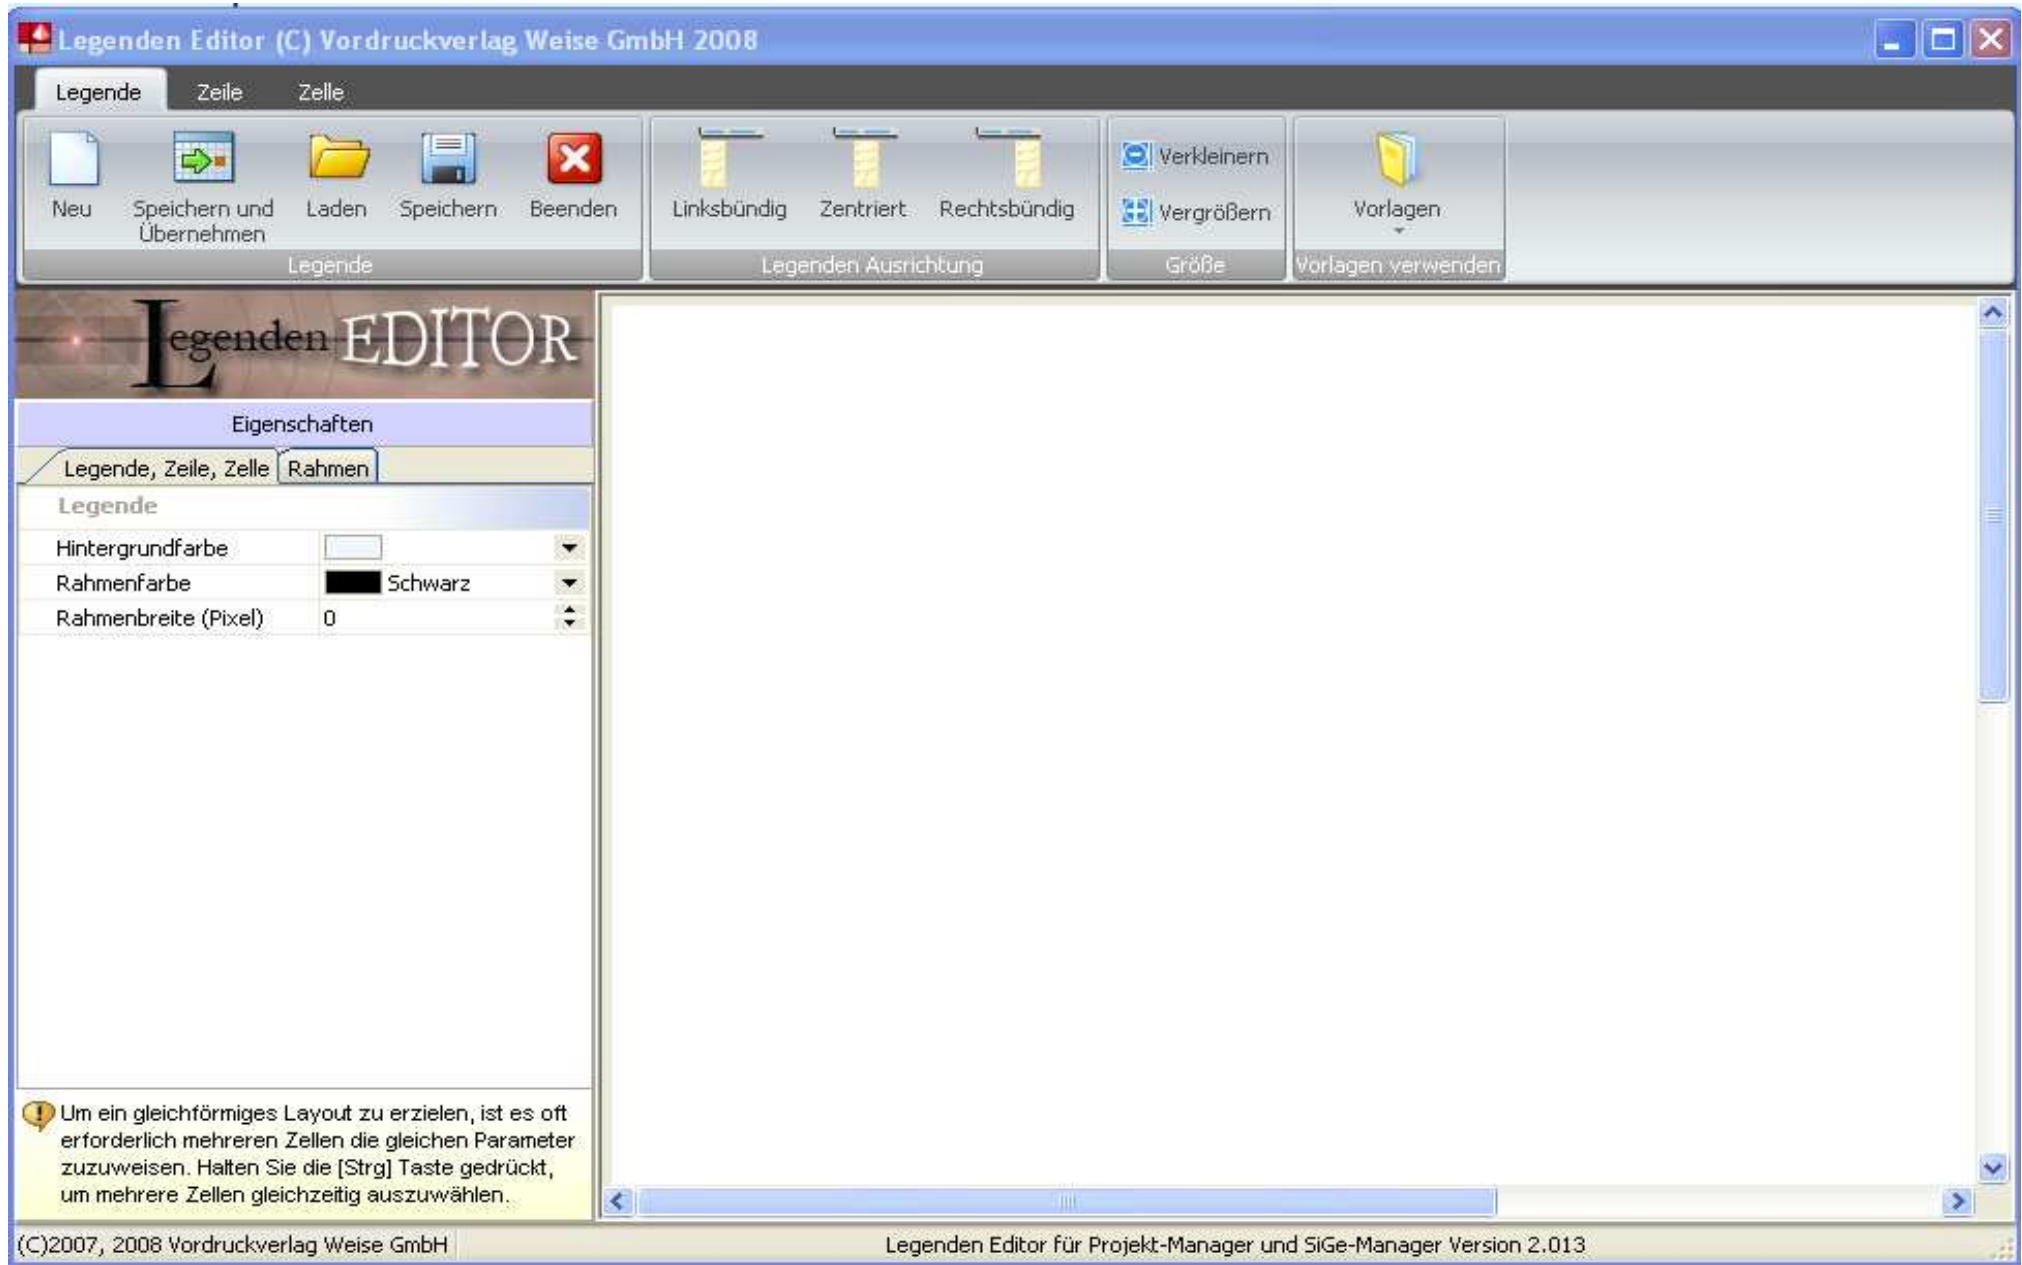 Legenden Editor (C) Vordruckverlag Weise GmbH 2008
Legende Zeile Zelle
Neu
Speichern und
Übernehmen
Laden
Speichern
Beenden
Legende
Linksbündig
Zentriert
Rechtsbündig
Legenden Ausrichtung
Verkleinern
Vergrößern
Größe
Vorlagen
Vorlagen verwenden
Legenden EDITOR
Eigenschaften
Legende, Zeile, Zelle Rahmen
Legende
Hintergrundfarbe
Rahmenfarbe Schwarz
Rahmenbreite (Pixel) 0
Um ein gleichförmiges Layout zu erzielen, ist es oft
erforderlich mehreren Zellen die gleichen Parameter
zuzuweisen. Halten Sie die [Strg] Taste gedrückt,
um mehrere Zellen gleichzeitig auszuwählen.
(C)2007, 2008 Vordruckverlag Weise GmbH
Legenden Editor für Projekt-Manager und SiGe-Manager Version 2.013